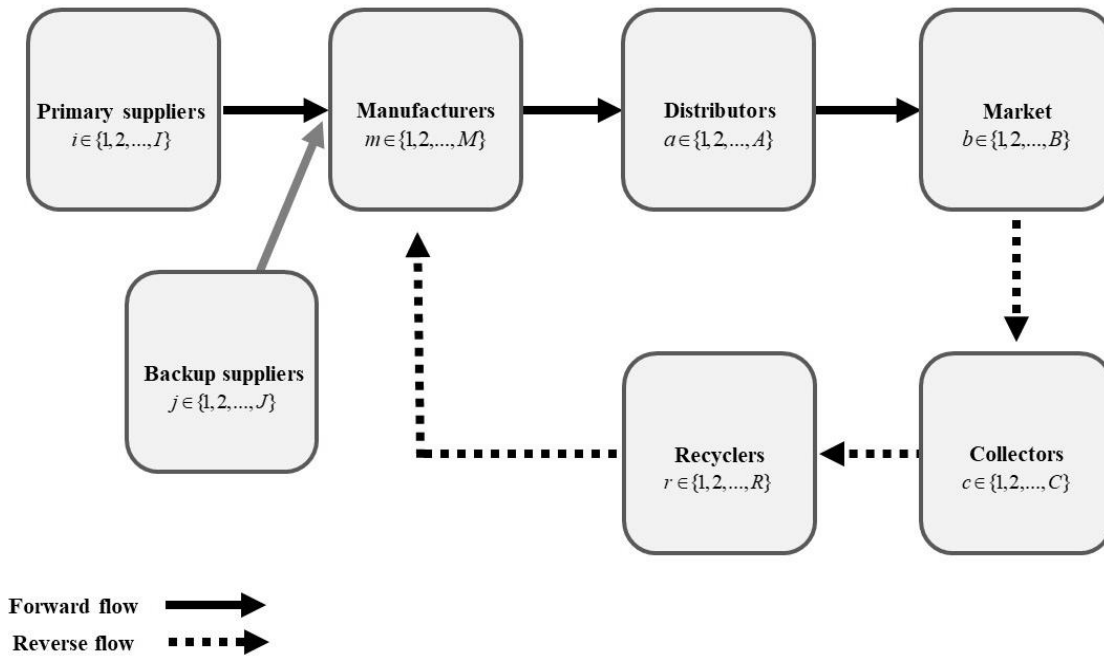 Primary suppliers
i∈{1,2,...,I}
Manufacturers
m∈{1,2,...,M}
Distributors
a∈{1,2,...,A}
Market
b∈{1,2,...,B}
Backup suppliers
j∈{1,2,...,J}
Recyclers
r∈{1,2,...,R}
Collectors
c∈{1,2,...,C}
Forward flow
Reverse flow